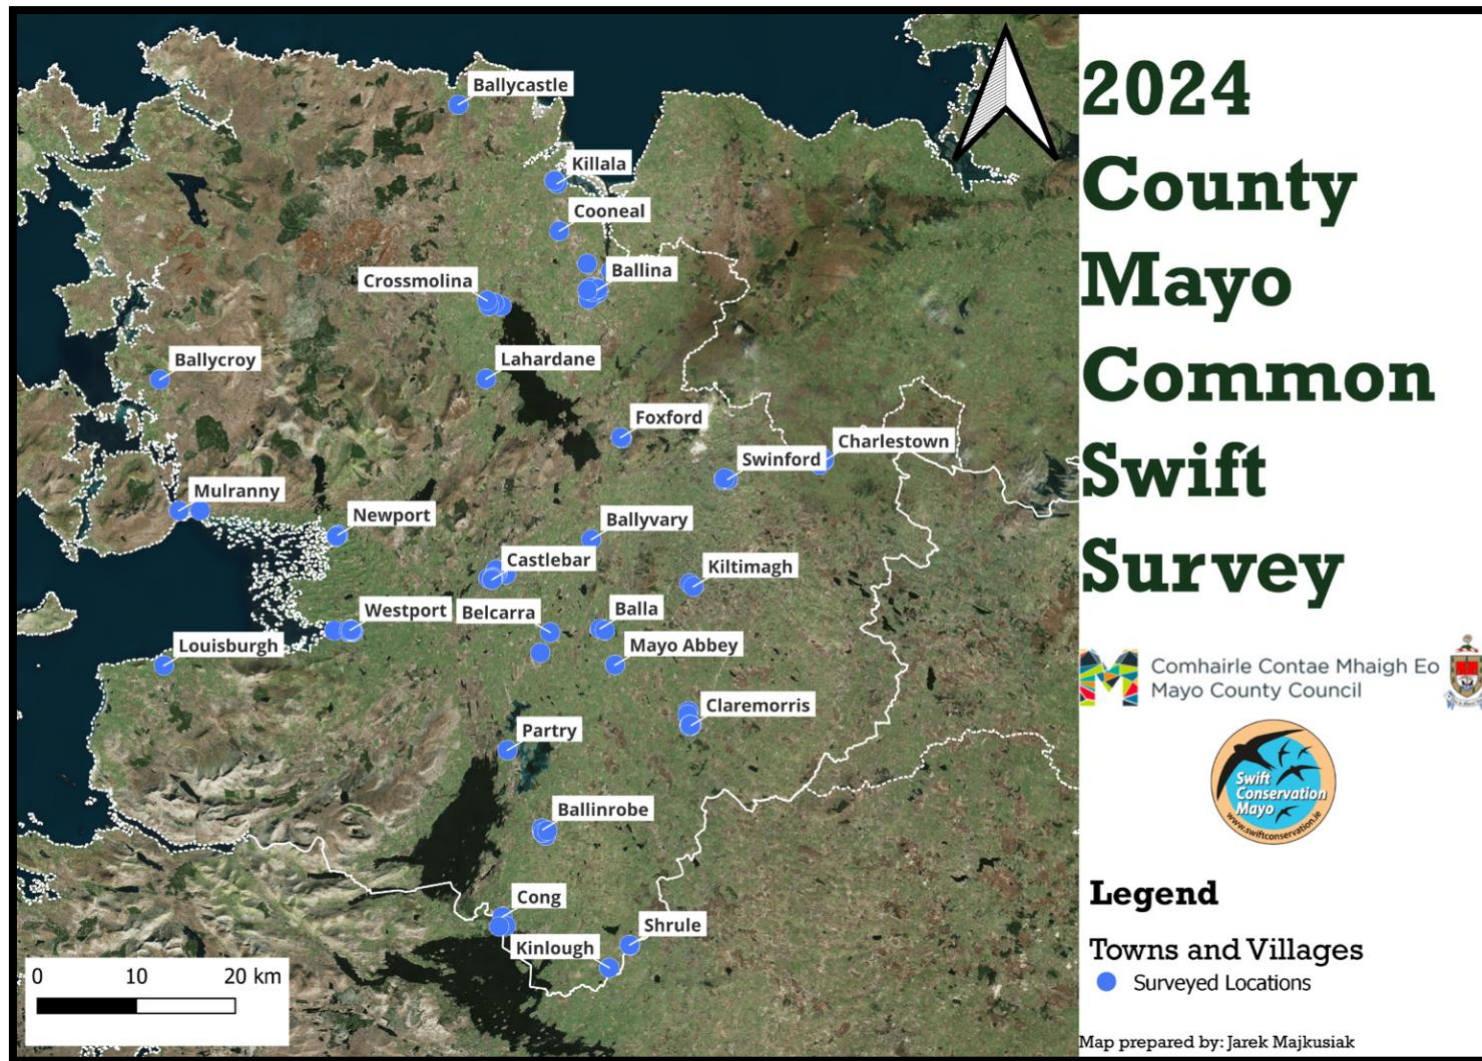 2024
County
Mayo
Common
Swift
Survey
Ballycastle
Killala
Cooneal
Ballina
Crossmolina
Ballycroy
Lahardane
Foxford
Charlestown
Swinford
Mulranny
Newport
Ballyvary
Castlebar
Kiltimagh
Westport
Belcarra
Balla
Louisburgh
Mayo Abbey
Claremorris
Partry
Ballinrobe
Cong
Shrule
Kinlough
0 10 20 km
Comhairle Contae Mhaigh Eo
Mayo County Council
Swift
Conservation
Mayo
www.swiftconservation.ie
Legend
Towns and Villages
Surveyed Locations
Map prepared by: Jarek Majkusiak